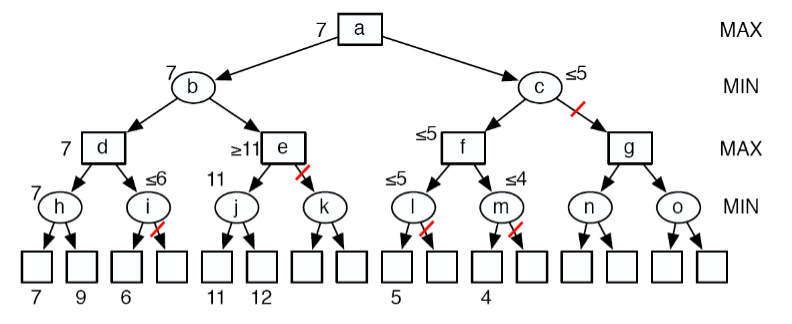 7 a MAX
7 b c ≤5 MIN
7 d ≥11 e ≤5 f g MAX
7 h ≤6 i 11 j k ≤5 l ≤4 m n o MIN
7 9 6 11 12 5 4